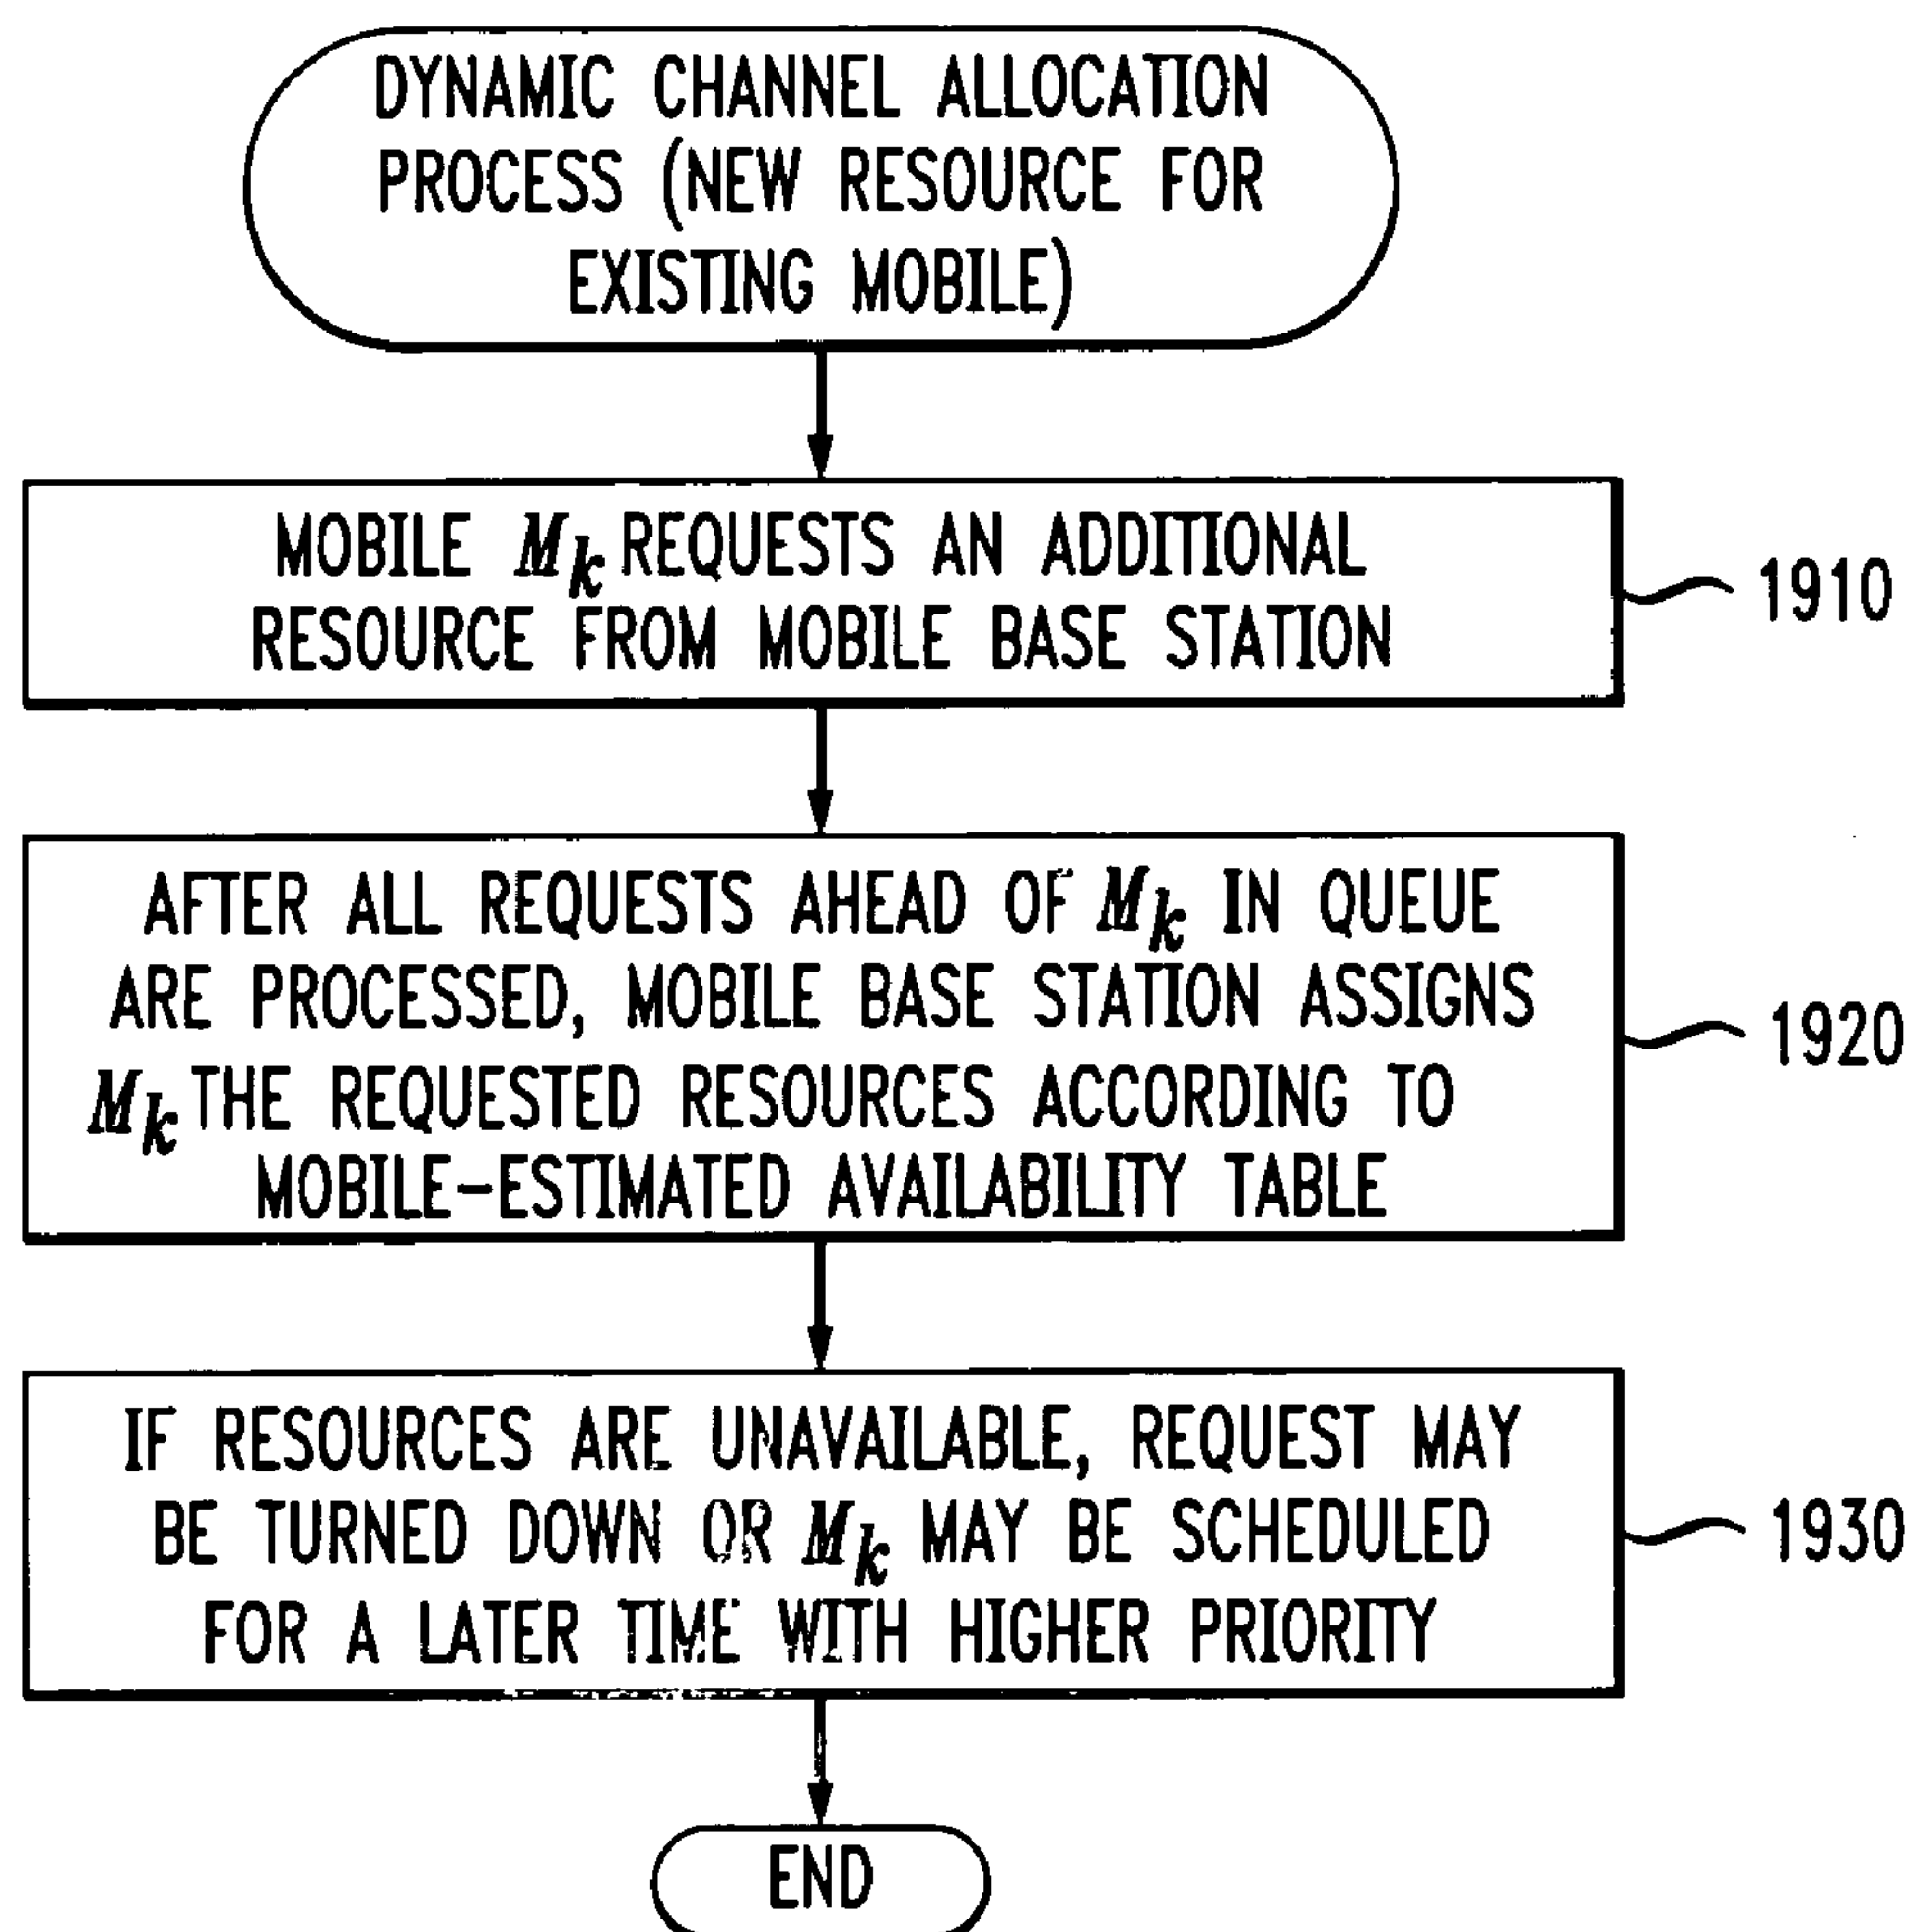 DYNAMIC CHANNEL ALLOCATION
PROCESS (NEW RESOURCE FOR
EXISTING MOBILE)
MOBILE Mk REQUESTS AN ADDITIONAL
RESOURCE FROM MOBILE BASE STATION
1910
AFTER ALL REQUESTS AHEAD OF Mk IN QUEUE
ARE PROCESSED, MOBILE BASE STATION ASSIGNS
Mk THE REQUESTED RESOURCES ACCORDING TO
MOBILE-ESTIMATED AVAILABILITY TABLE
1920
IF RESOURCES ARE UNAVAILABLE, REQUEST MAY
BE TURNED DOWN OR Mk MAY BE SCHEDULED
FOR A LATER TIME WITH HIGHER PRIORITY
1930
END